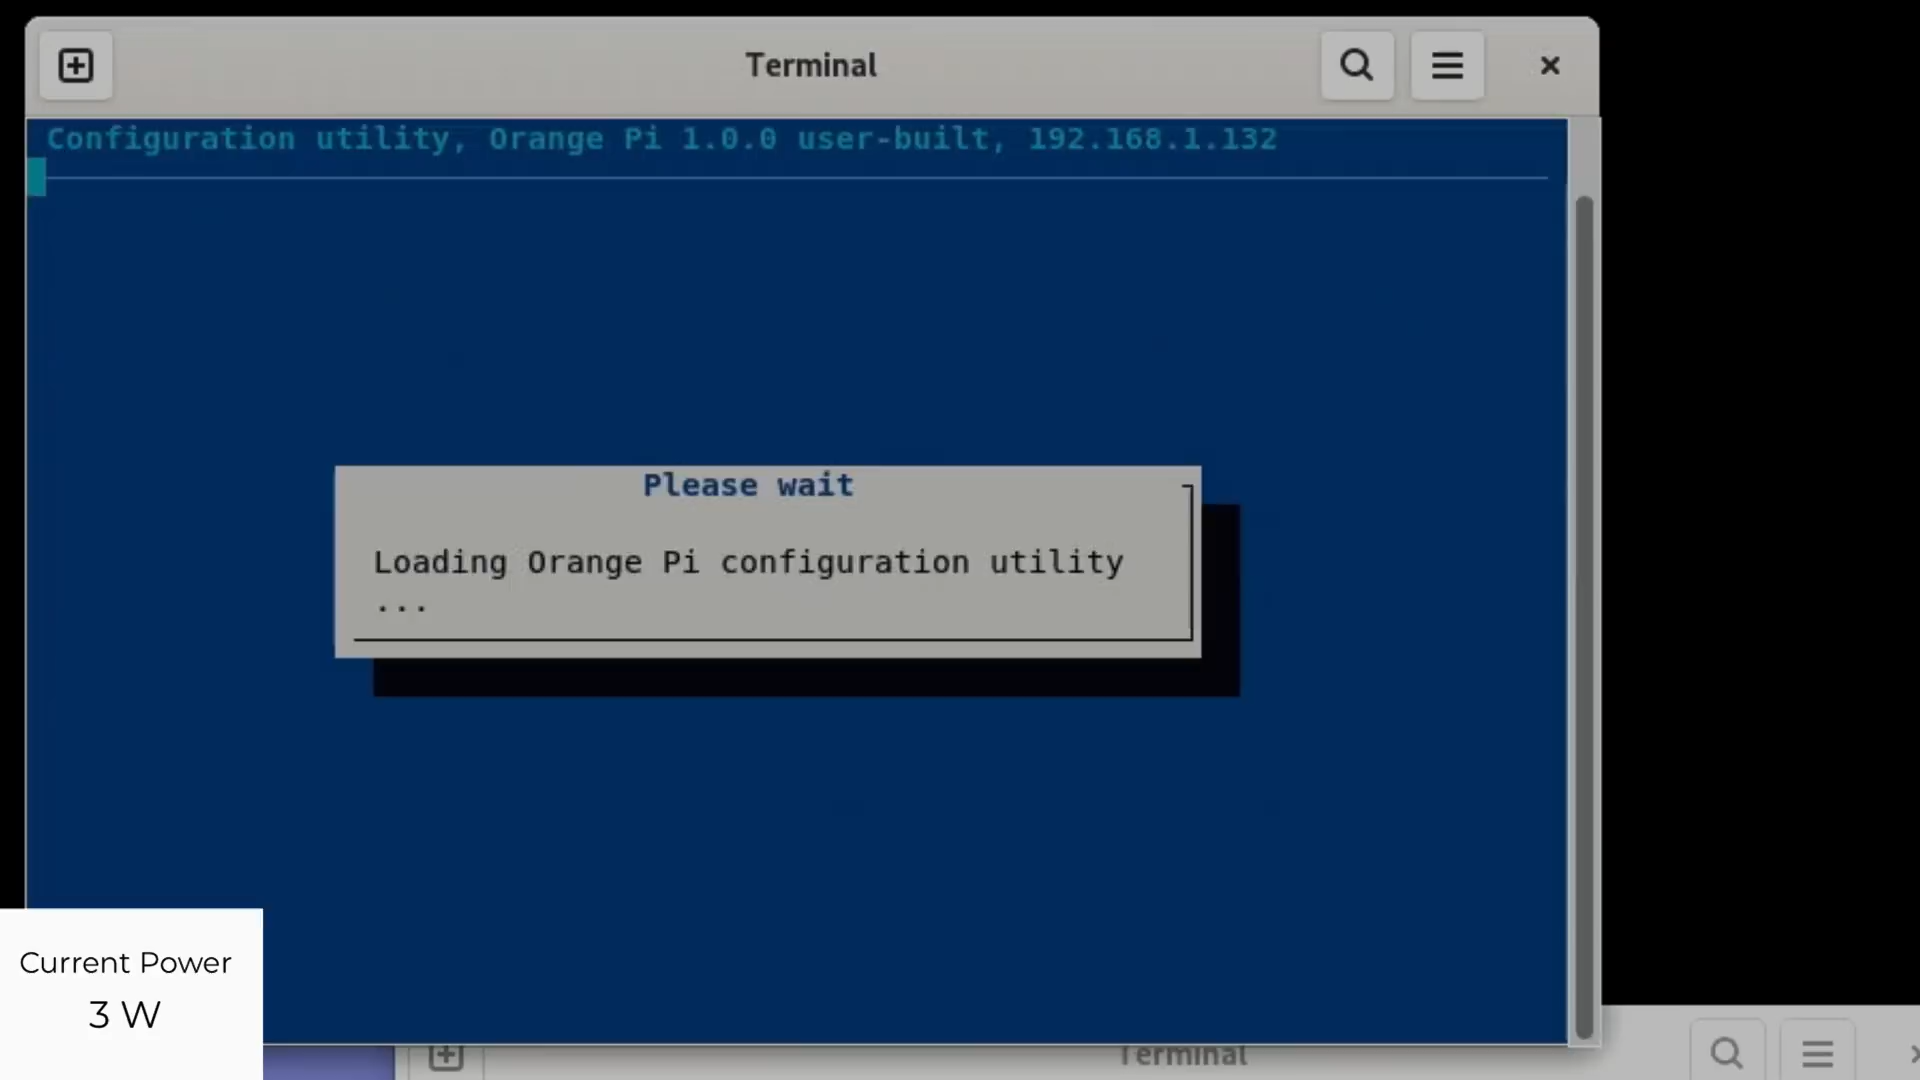 Terminal
Configuration utility, Orange Pi 1.0.0 user-built, 192.168.1.132
Please wait
Loading Orange Pi configuration utility
...
Current Power
3 W
Terminal